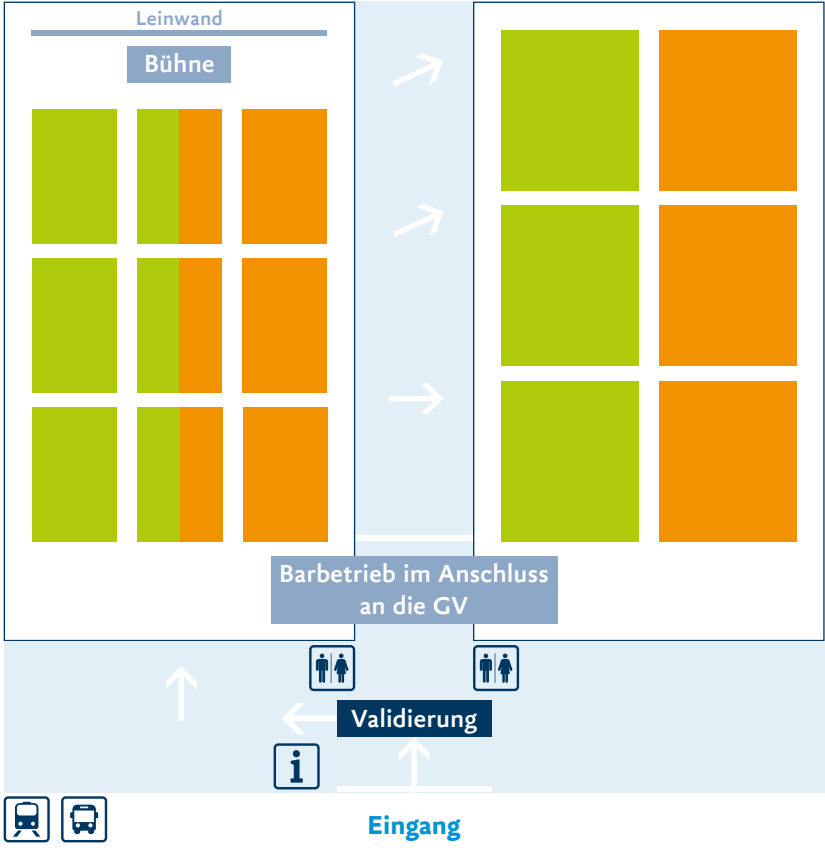 Leinwand
Bühne
Barbetrieb im Anschluss
an die GV
Validierung
i
Eingang